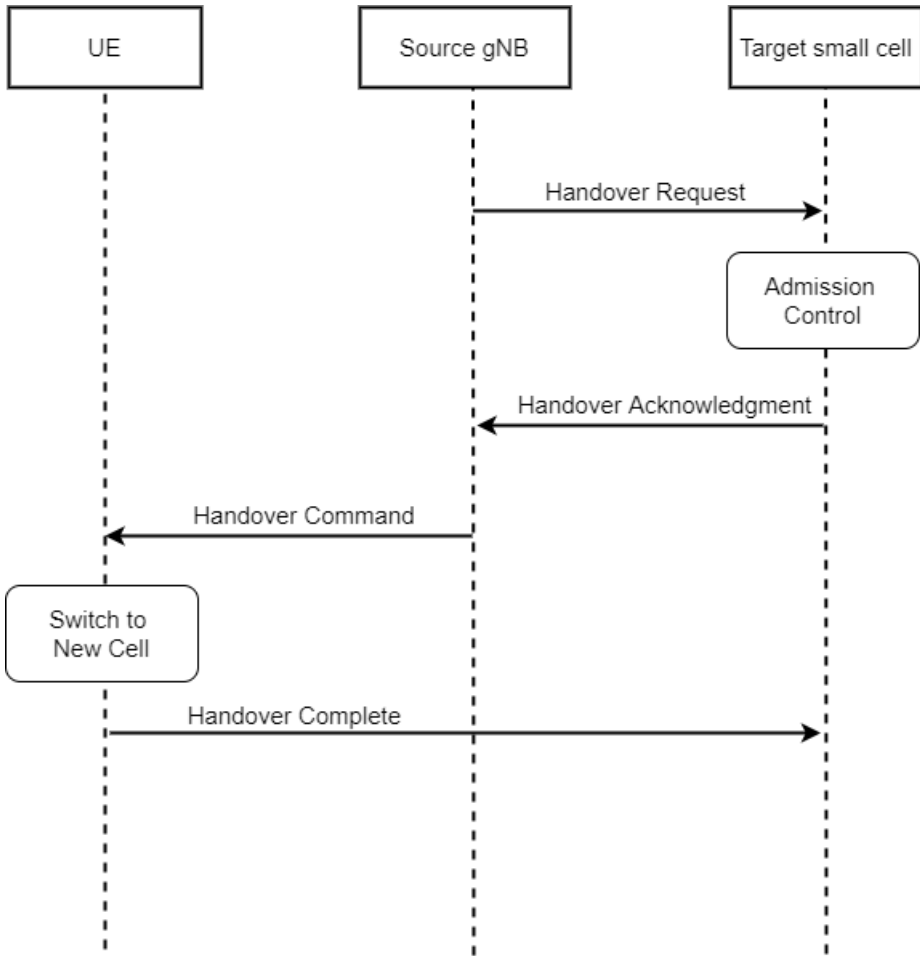 UE
Source gNB
Target small cell
Handover Request
Admission
Control
Handover Acknowledgment
Handover Command
Switch to
New Cell
Handover Complete